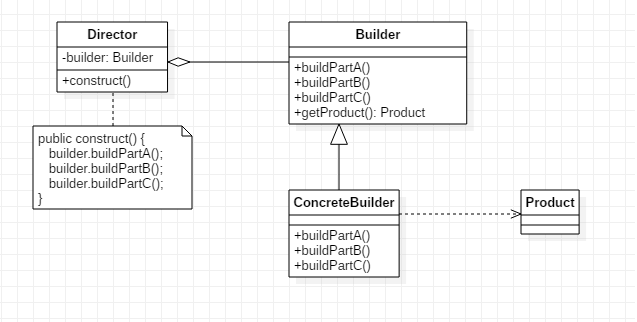 Director
-builder: Builder
+construct()
Builder
+buildPartA()
+buildPartB()
+buildPartC()
+getProduct(): Product
public construct() {
builder.buildPartA();
builder.buildPartB();
builder.buildPartC();
}
ConcreteBuilder
+buildPartA()
+buildPartB()
+buildPartC()
Product